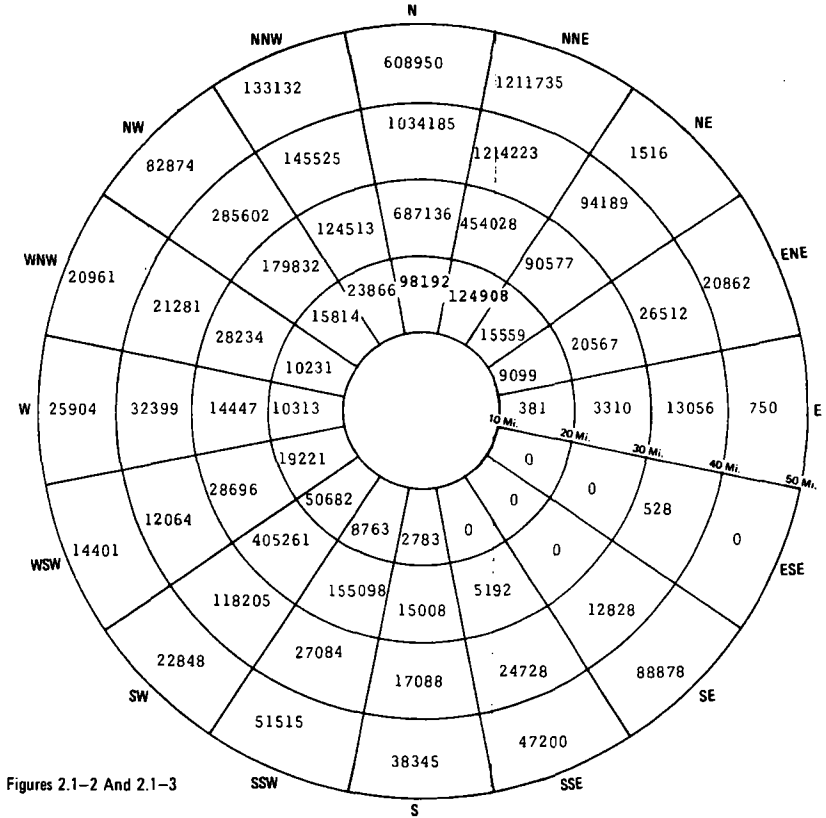 N
NNW
NNE
608950
133132
1211735
NW
NE
1034185
145525
1214223
1516
82874
94189
285602
687136
124513
454028
WNW
ENE
179832
90577
20961
20862
98192
23866
124908
21281
26512
15814
15559
28234
20567
10231
9099
W
25904
32399
14447
10313
381
3310
13056
750
E
10 Mi.
20 Mi.
30 Mi.
40 Mi.
50 Mi.
19221
0
28696
0
50682
0
528
12064
405261
8763
2783
0
0
0
14401
WSW
ESE
155098
5192
118205
15008
12828
27084
24728
22848
17088
88878
SW
SE
51515
47200
38345
Figures 2.1–2 And 2.1–3
SSW
SSE
S